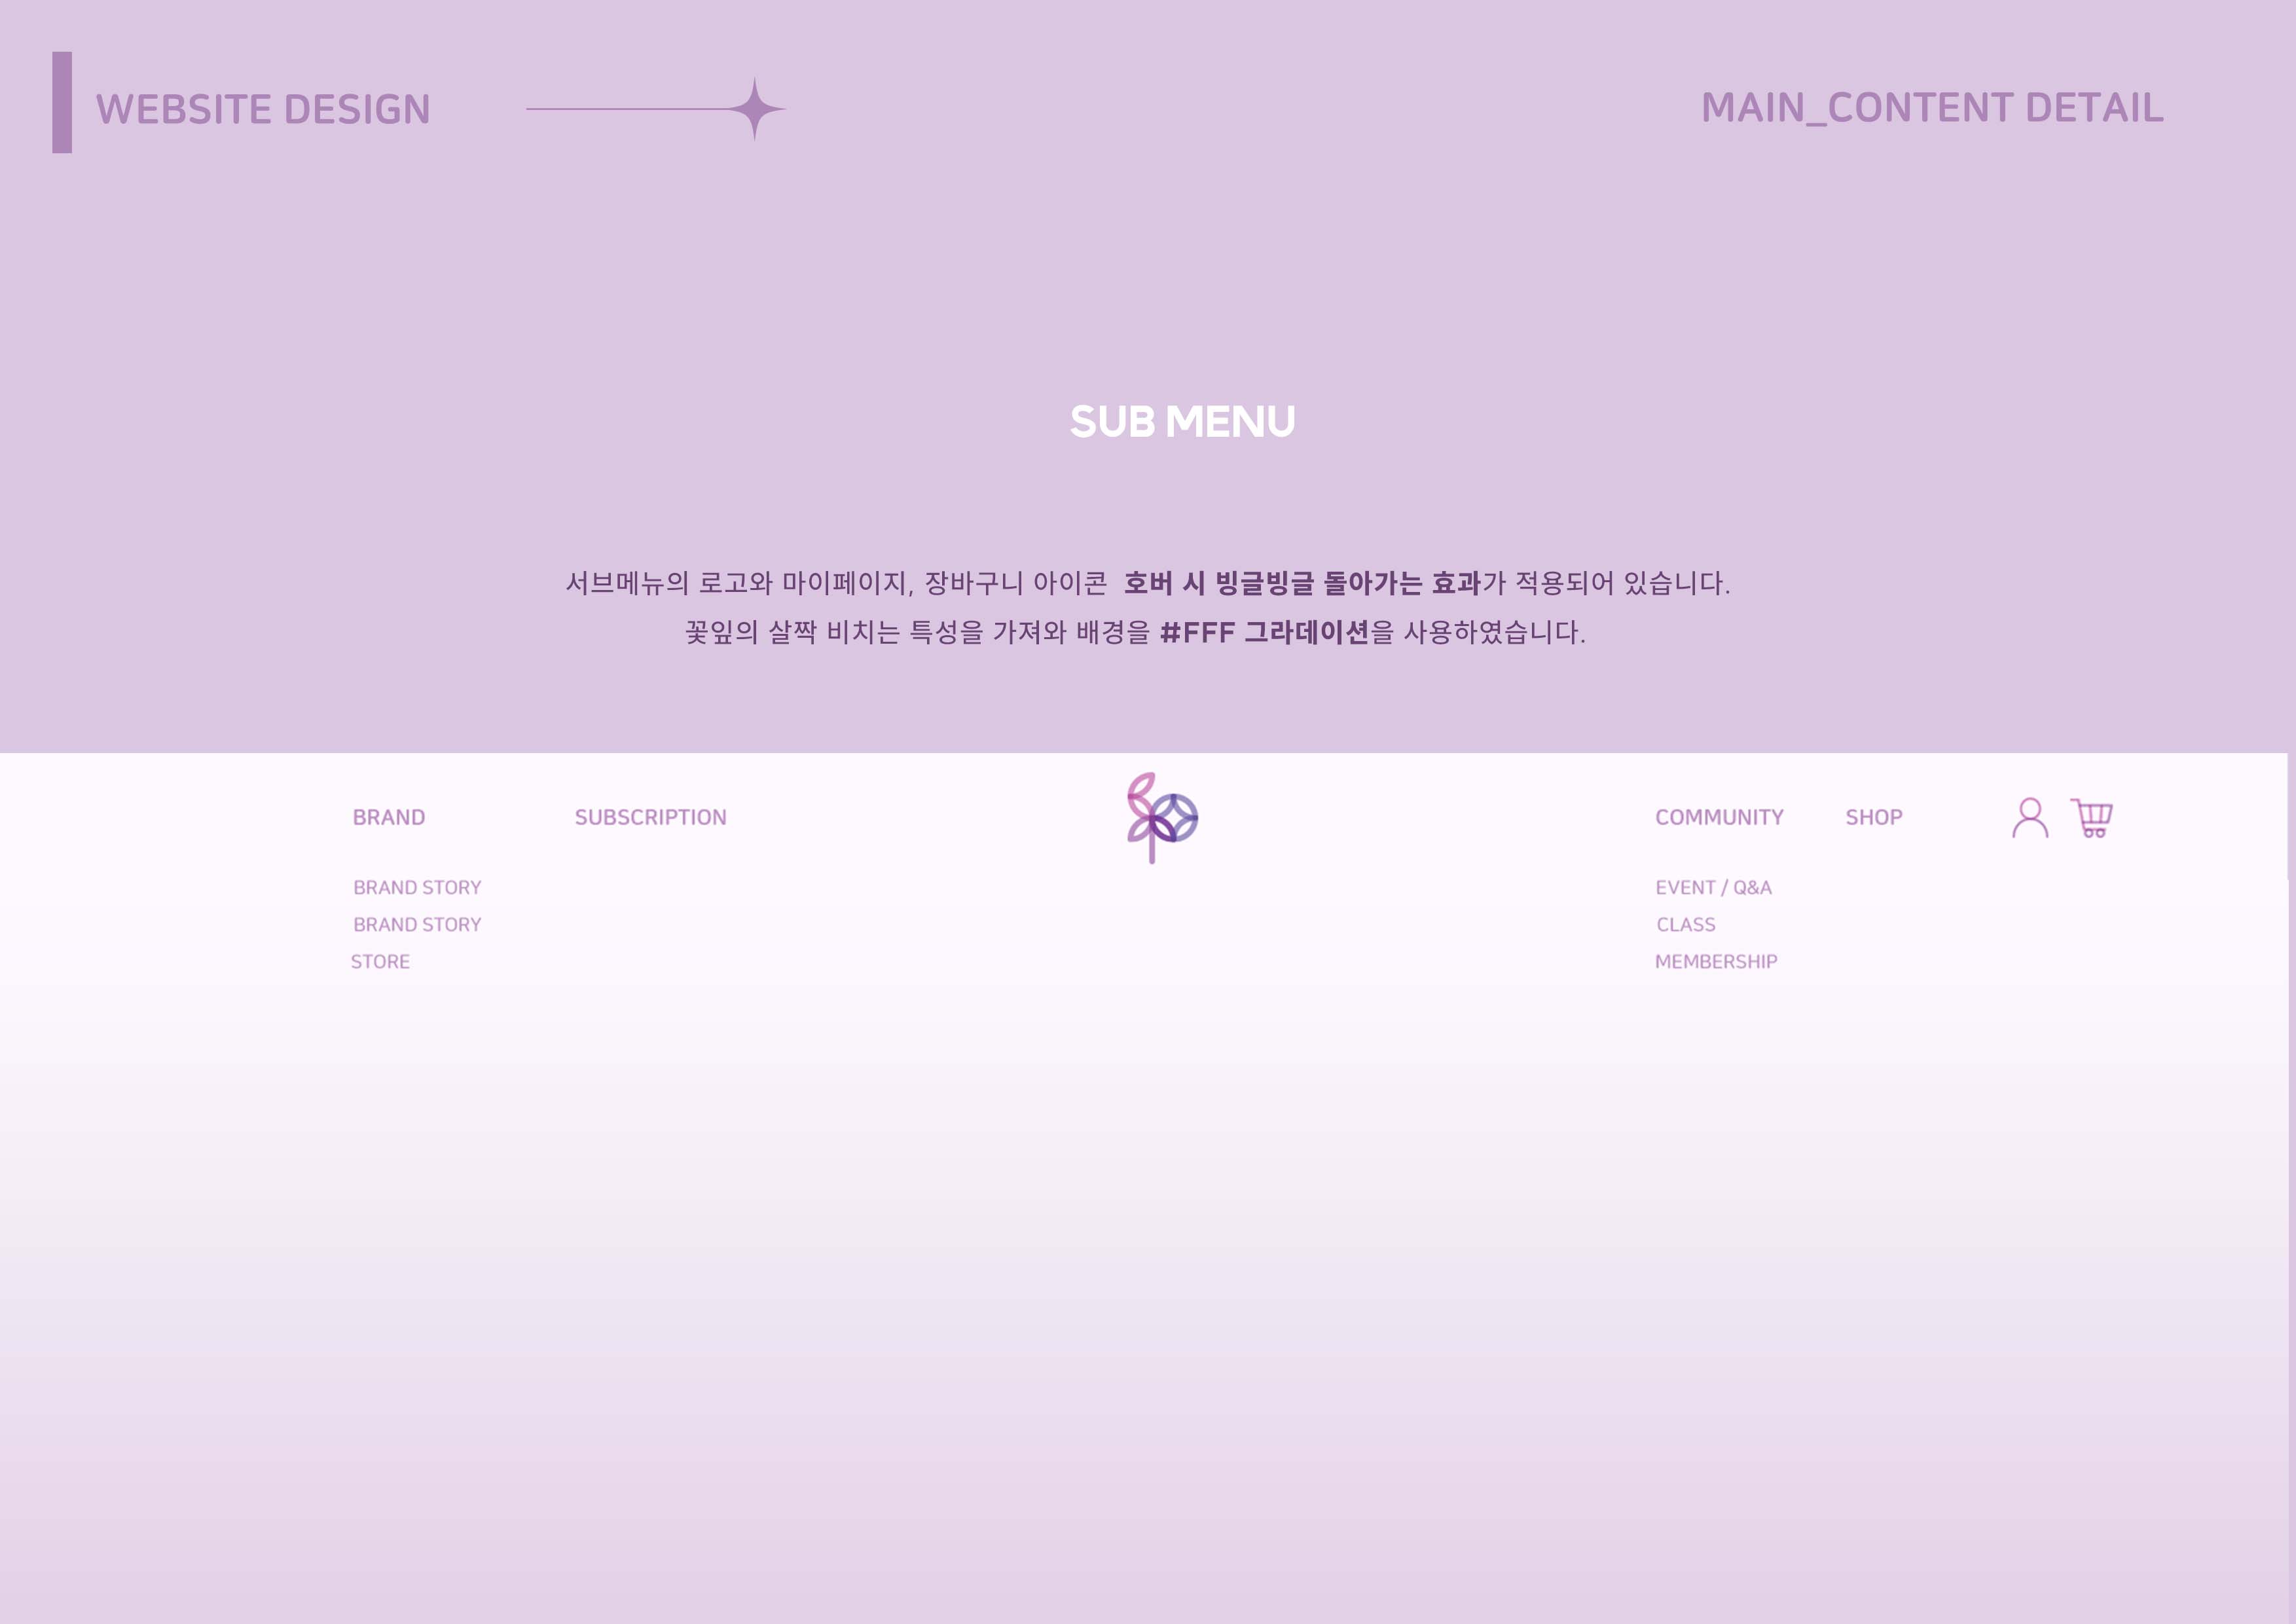 WEBSITE DESIGN
MAIN_CONTENT DETAIL
SUB MENU
서브메뉴의 로고와 마이페이지, 장바구니 아이콘 호버 시 빙글빙글 돌아가는 효과가 적용되어 있습니다.
꽃잎의 살짝 비치는 특성을 가져와 배경을 #FFF 그라데이션을 사용하였습니다.
BRAND SUBSCRIPTION COMMUNITY SHOP
BRAND STORY EVENT / Q&A
BRAND STORY CLASS
STORE MEMBERSHIP